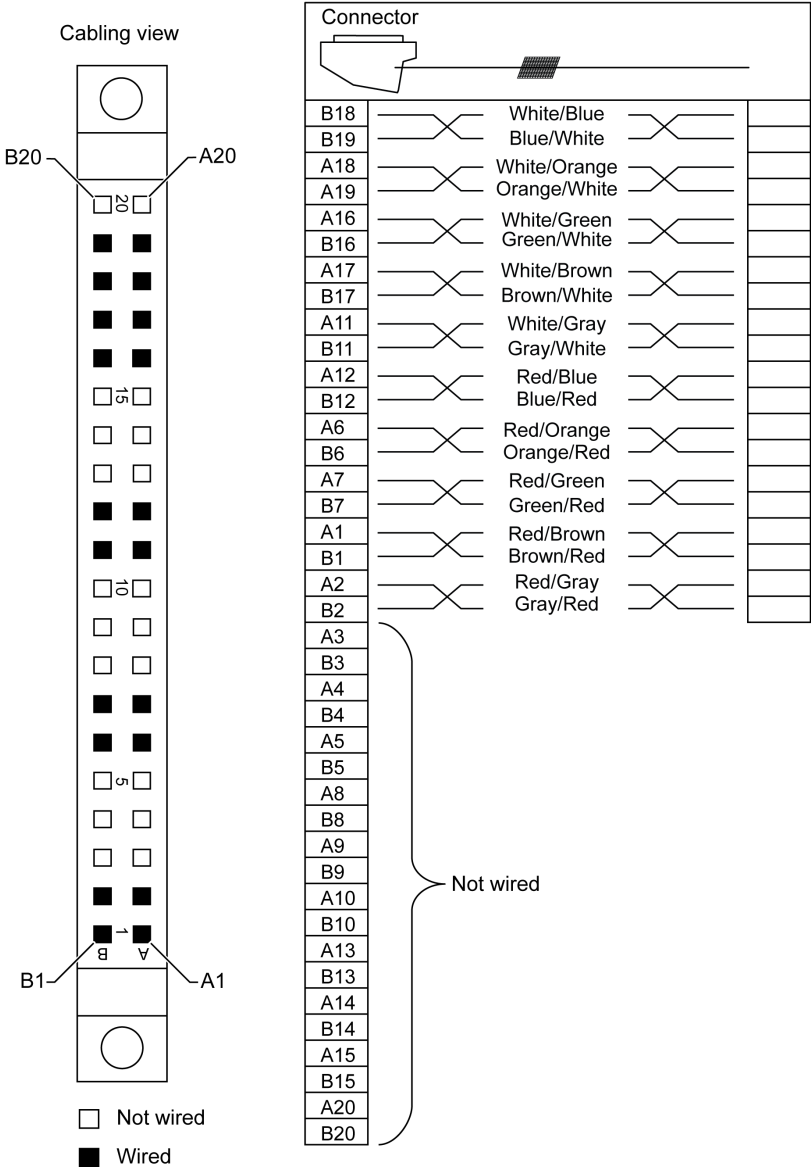 Cabling view
B20
A20
20
15
10
5
1
B A
B1
A1
Not wired
Wired
Connector
B18 White/Blue
B19 Blue/White
A18 White/Orange
A19 Orange/White
A16 White/Green
B16 Green/White
A17 White/Brown
B17 Brown/White
A11 White/Gray
B11 Gray/White
A12 Red/Blue
B12 Blue/Red
A6 Red/Orange
B6 Orange/Red
A7 Red/Green
B7 Green/Red
A1 Red/Brown
B1 Brown/Red
A2 Red/Gray
B2 Gray/Red
A3
B3
A4
B4
A5
B5
A8
B8
A9
B9
Not wired
A10
B10
A13
B13
A14
B14
A15
B15
A20
B20